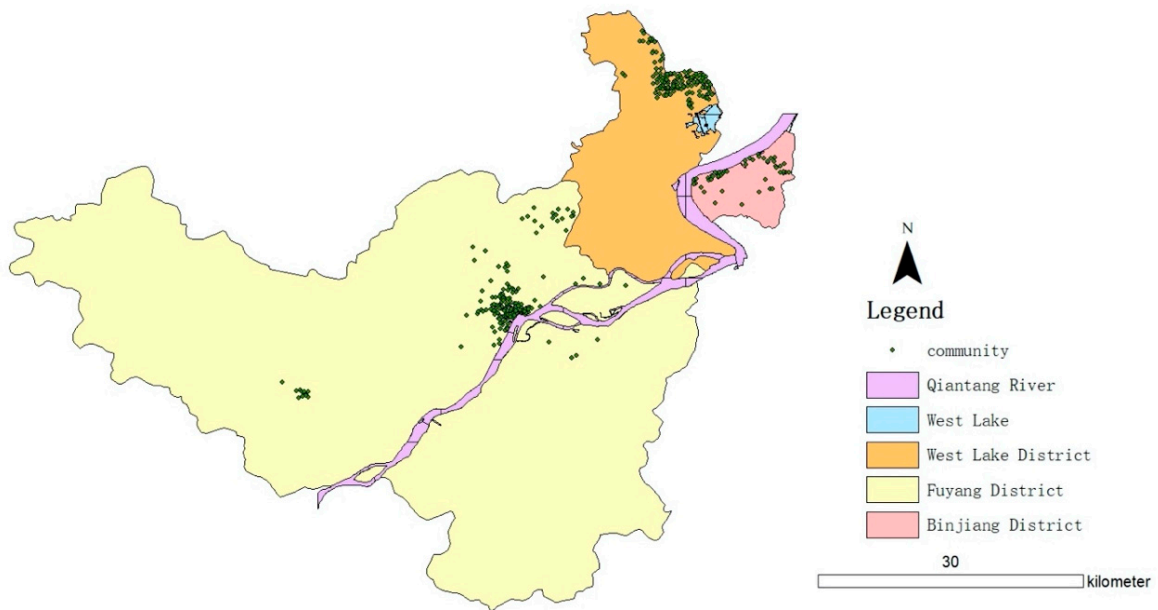 N
Legend
community
Qiantang River
West Lake
West Lake District
Fuyang District
Binjiang District
30
kilometer